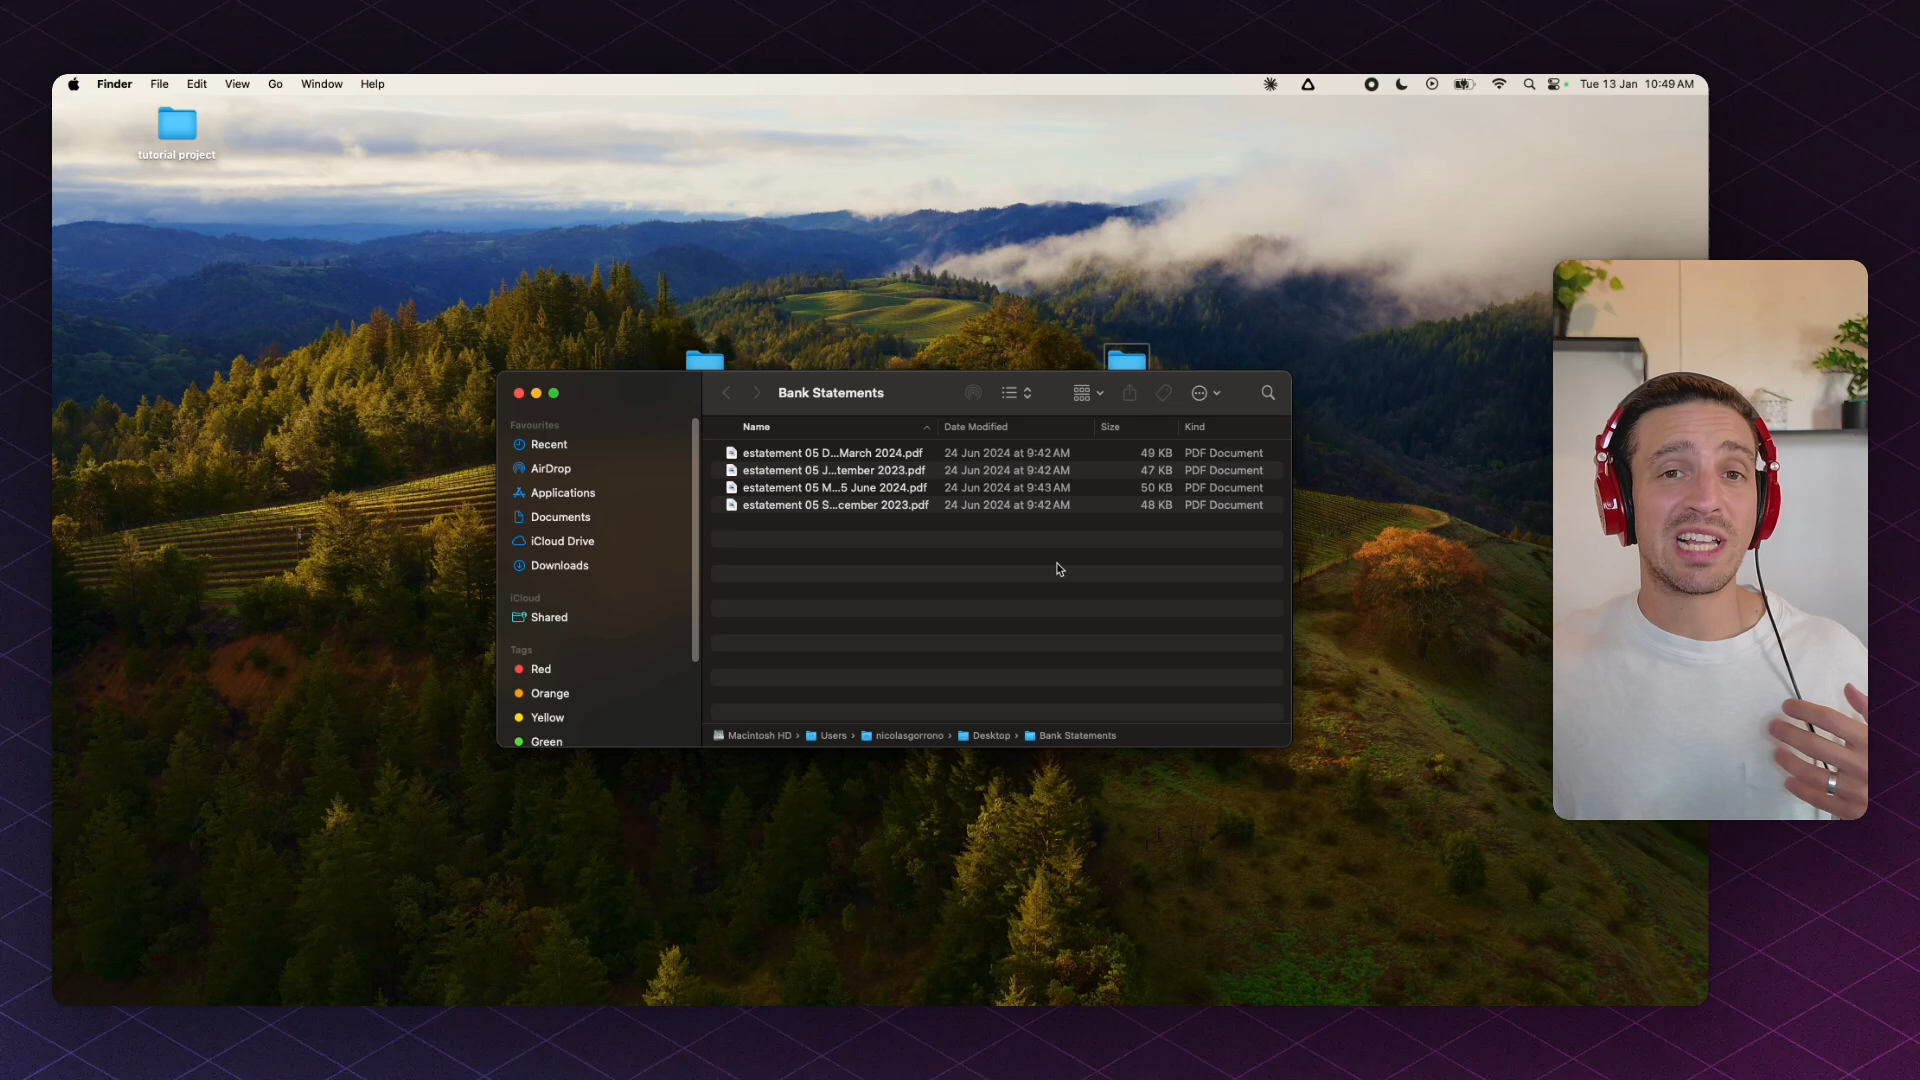 Finder File Edit View Go Window Help
Tue 13 Jan 10:49 AM
tutorial project
Bank Statements
Favourites
Recent
AirDrop
Applications
Documents
iCloud Drive
Downloads
iCloud
Shared
Tags
Red
Orange
Yellow
Green
Name Date Modified Size Kind
estatement 05 D...March 2024.pdf 24 Jun 2024 at 9:42 AM 49 KB PDF Document
estatement 05 J...tember 2023.pdf 24 Jun 2024 at 9:42 AM 47 KB PDF Document
estatement 05 M...5 June 2024.pdf 24 Jun 2024 at 9:43 AM 50 KB PDF Document
estatement 05 S...cember 2023.pdf 24 Jun 2024 at 9:42 AM 48 KB PDF Document
Macintosh HD › Users › nicolasgorrono › Desktop › Bank Statements